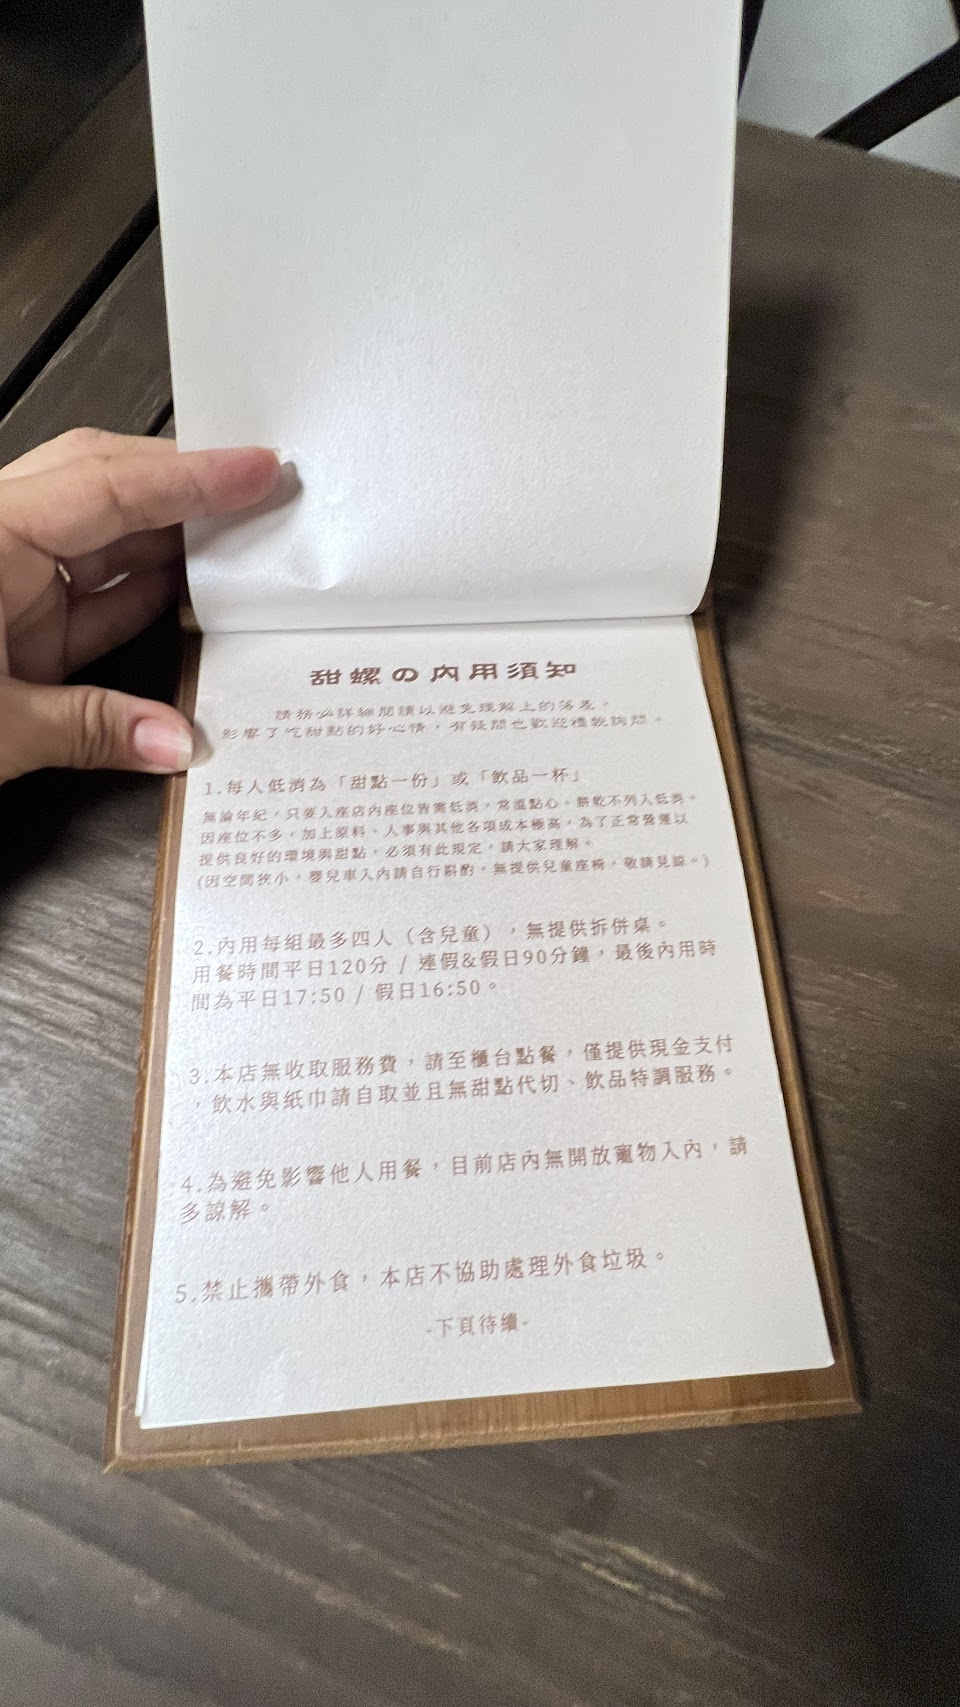 甜螺の內用須知
請務必詳細閱讀以避免理解上的落差，
影響了吃甜點的好心情，有疑問也歡迎禮貌詢問。
1.每人低消為「甜點一份」或「飲品一杯」
無論年紀，只要入座店內座位皆需低消，常溫點心、餅乾不列入低消。
因座位不多，加上原料、人事與其他各項成本極高，為了正常營運以
提供良好的環境與甜點，必須有此規定，請大家理解。
(因空間狹小，嬰兒車入內請自行斟酌，無提供兒童座椅，敬請見諒。)
2.內用每組最多四人（含兒童），無提供拆併桌。
用餐時間平日120分 / 連假&假日90分鐘，最後內用時
間為平日17:50 / 假日16:50。
3.本店無收取服務費，請至櫃台點餐，僅提供現金支付
，飲水與紙巾請自取並且無甜點代切、飲品特調服務。
4.為避免影響他人用餐，目前店內無開放寵物入內，請
多諒解。
5.禁止攜帶外食，本店不協助處理外食垃圾。
-下頁待續-